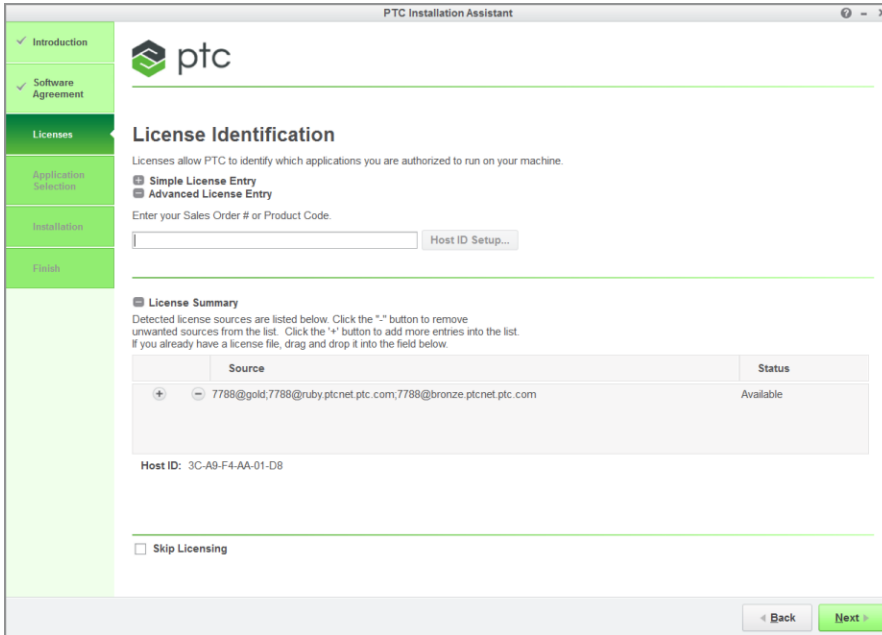 PTC Installation Assistant
Introduction
Software
Agreement
Licenses
Application
Selection
Installation
Finish
ptc
License Identification
Licenses allow PTC to identify which applications you are authorized to run on your machine.
Simple License Entry
Advanced License Entry
Enter your Sales Order # or Product Code.
Host ID Setup...
License Summary
Detected license sources are listed below. Click the "-" button to remove
unwanted sources from the list. Click the '+' button to add more entries into the list.
If you already have a license file, drag and drop it into the field below.
Source Status
7788@gold;7788@ruby.ptcnet.ptc.com;7788@bronze.ptcnet.ptc.com Available
Host ID: 3C-A9-F4-AA-01-D8
Skip Licensing
Back Next